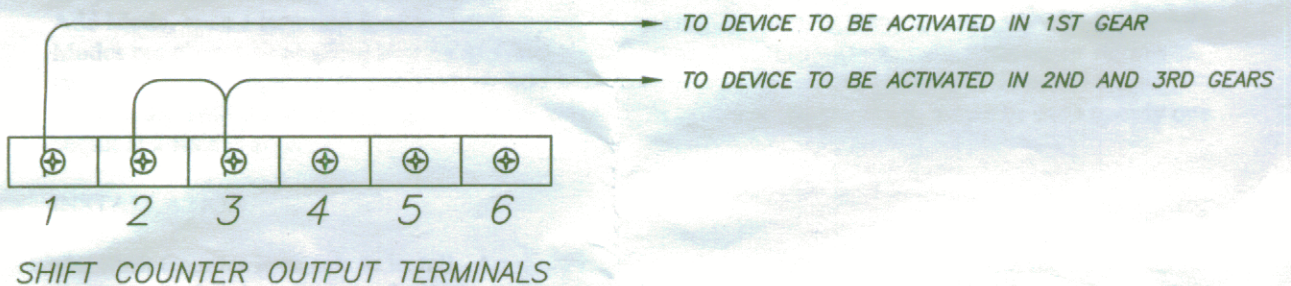 TO DEVICE TO BE ACTIVATED IN 1ST GEAR
TO DEVICE TO BE ACTIVATED IN 2ND AND 3RD GEARS
1 2 3 4 5 6
SHIFT COUNTER OUTPUT TERMINALS